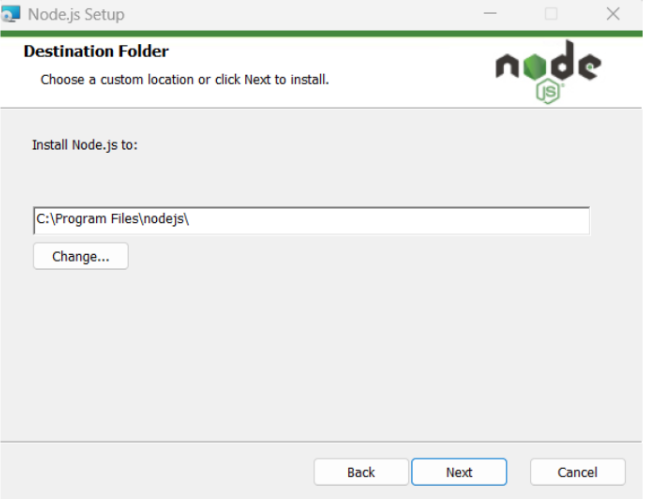 Node.js Setup
Destination Folder
Choose a custom location or click Next to install.
node
JS
Install Node.js to:
C:\Program Files\nodejs\
Change...
Back
Next
Cancel